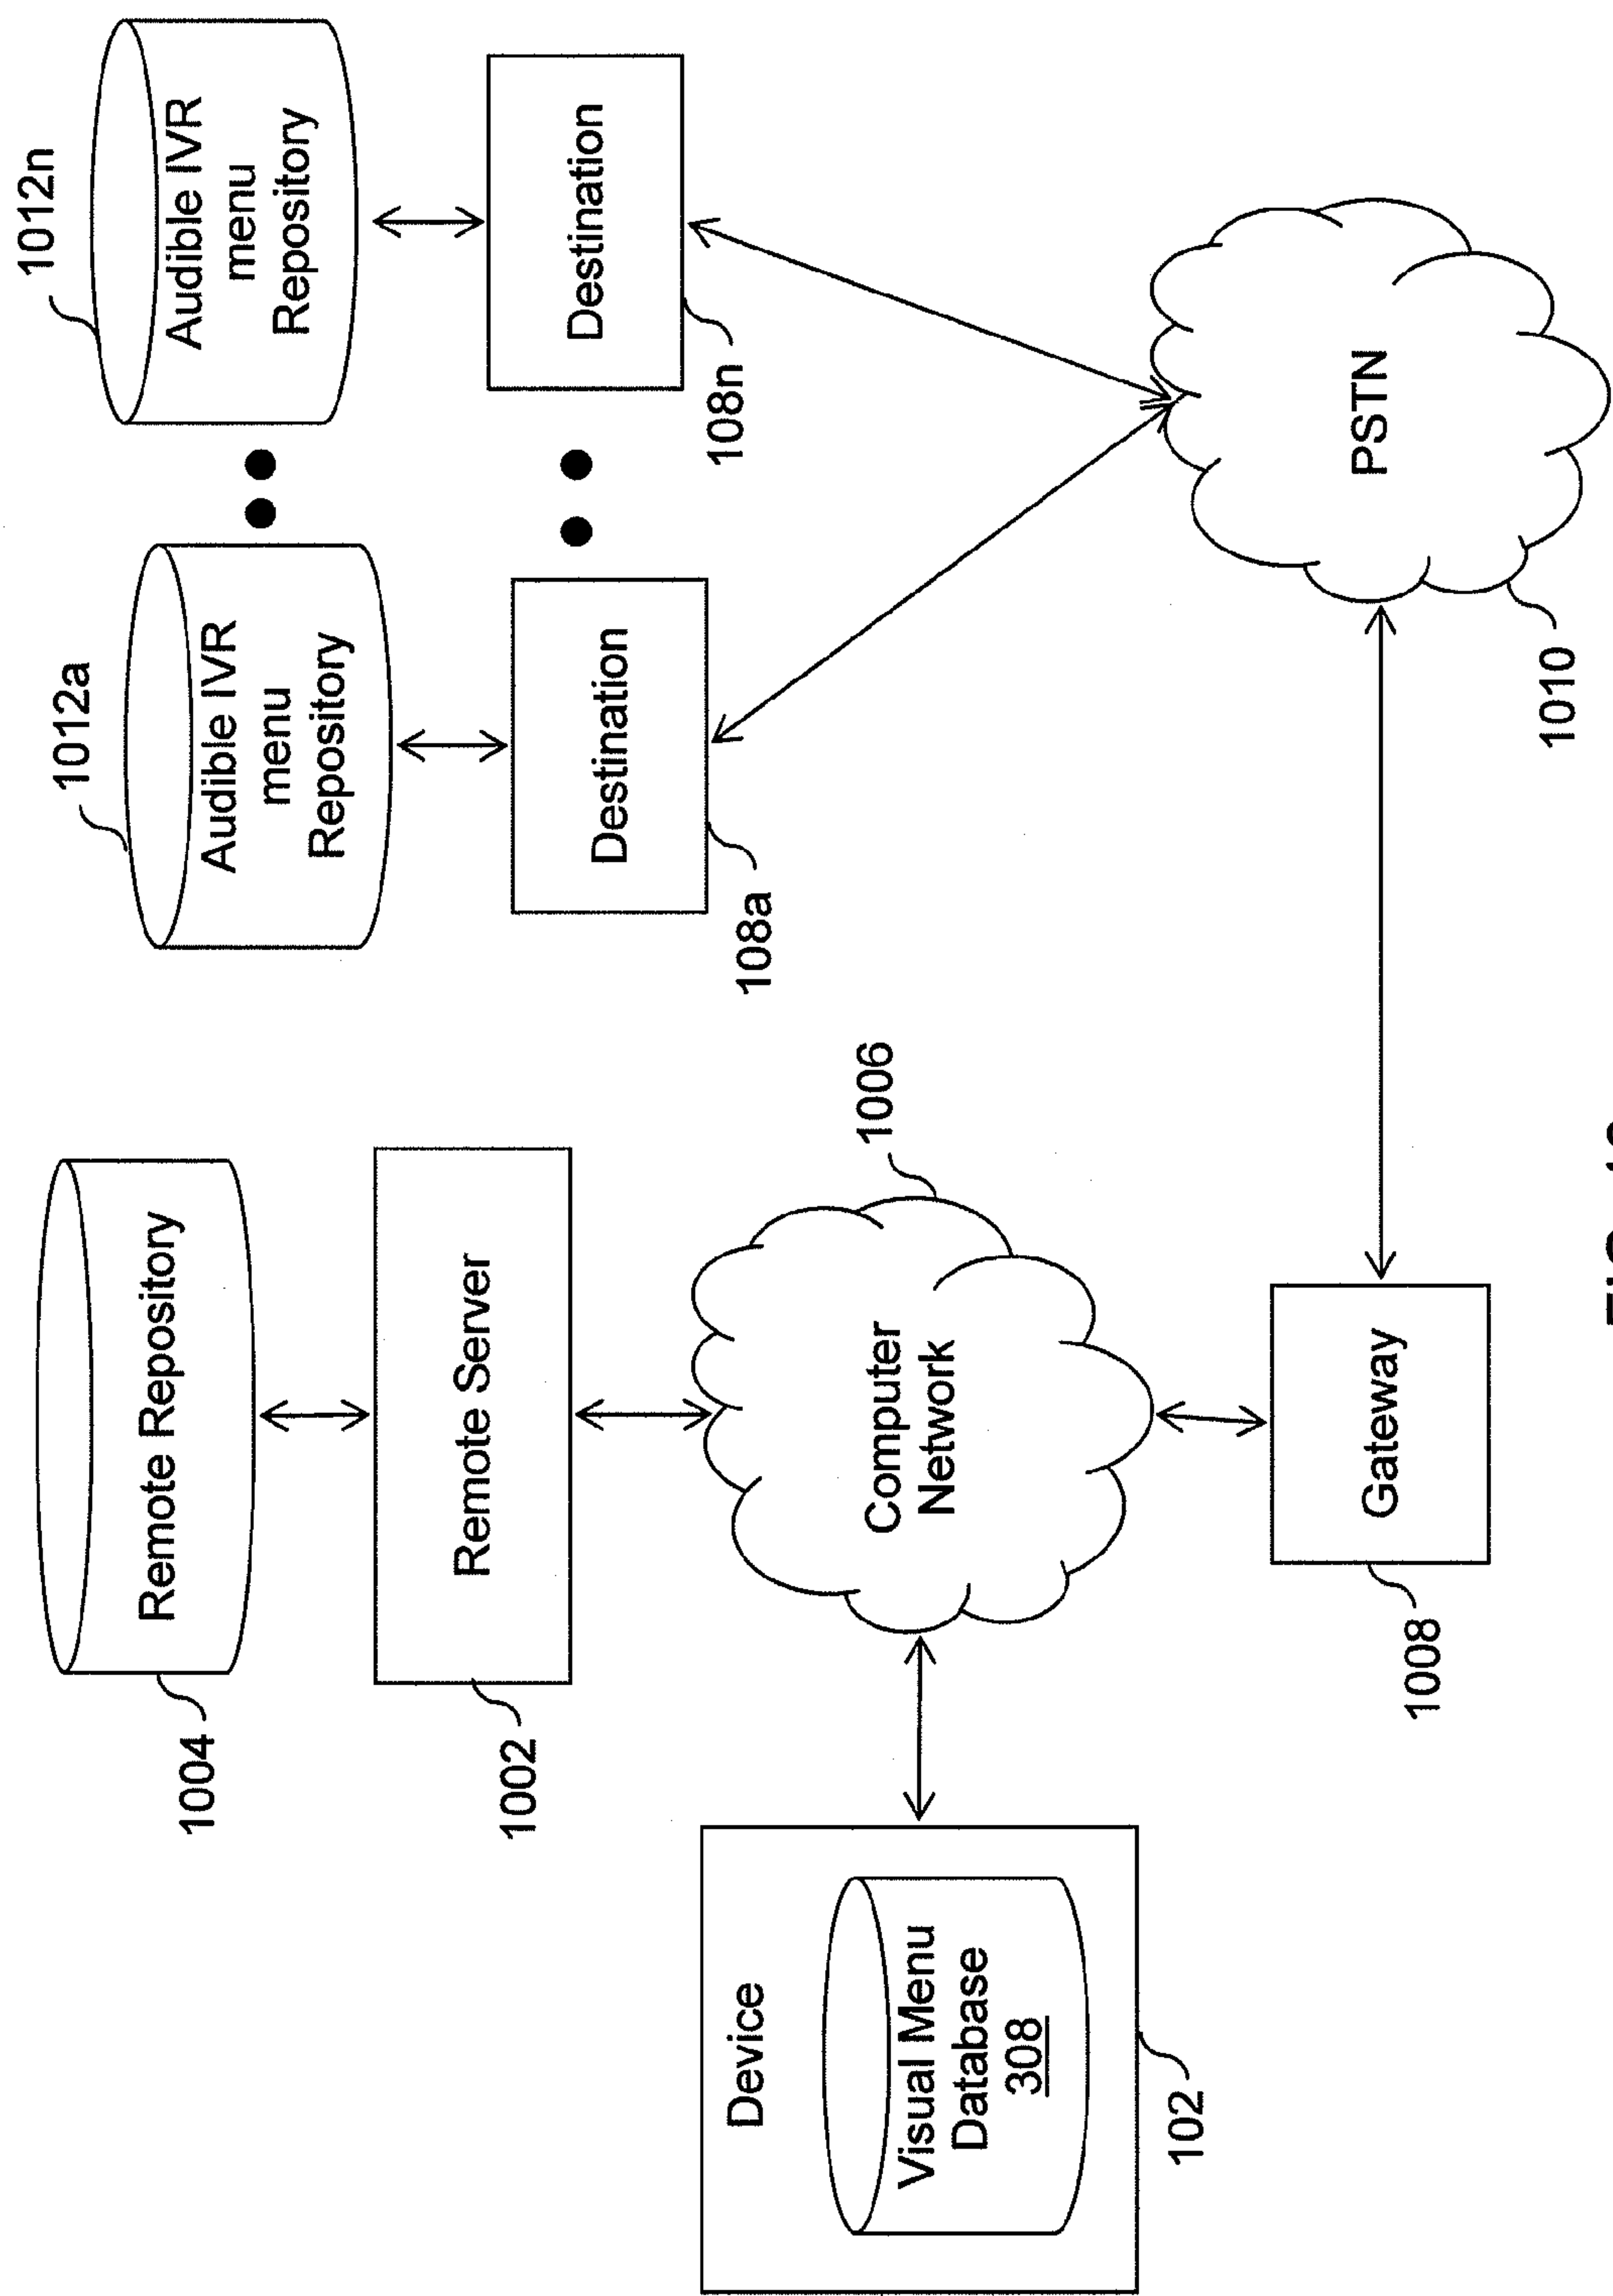 1004
Remote Repository
1002
Remote Server
Device
Visual Menu
Database
308
102
Computer
Network
1006
1008
Gateway
1012a
Audible IVR
menu
Repository
Destination
108a
1012n
Audible IVR
menu
Repository
Destination
108n
PSTN
1010